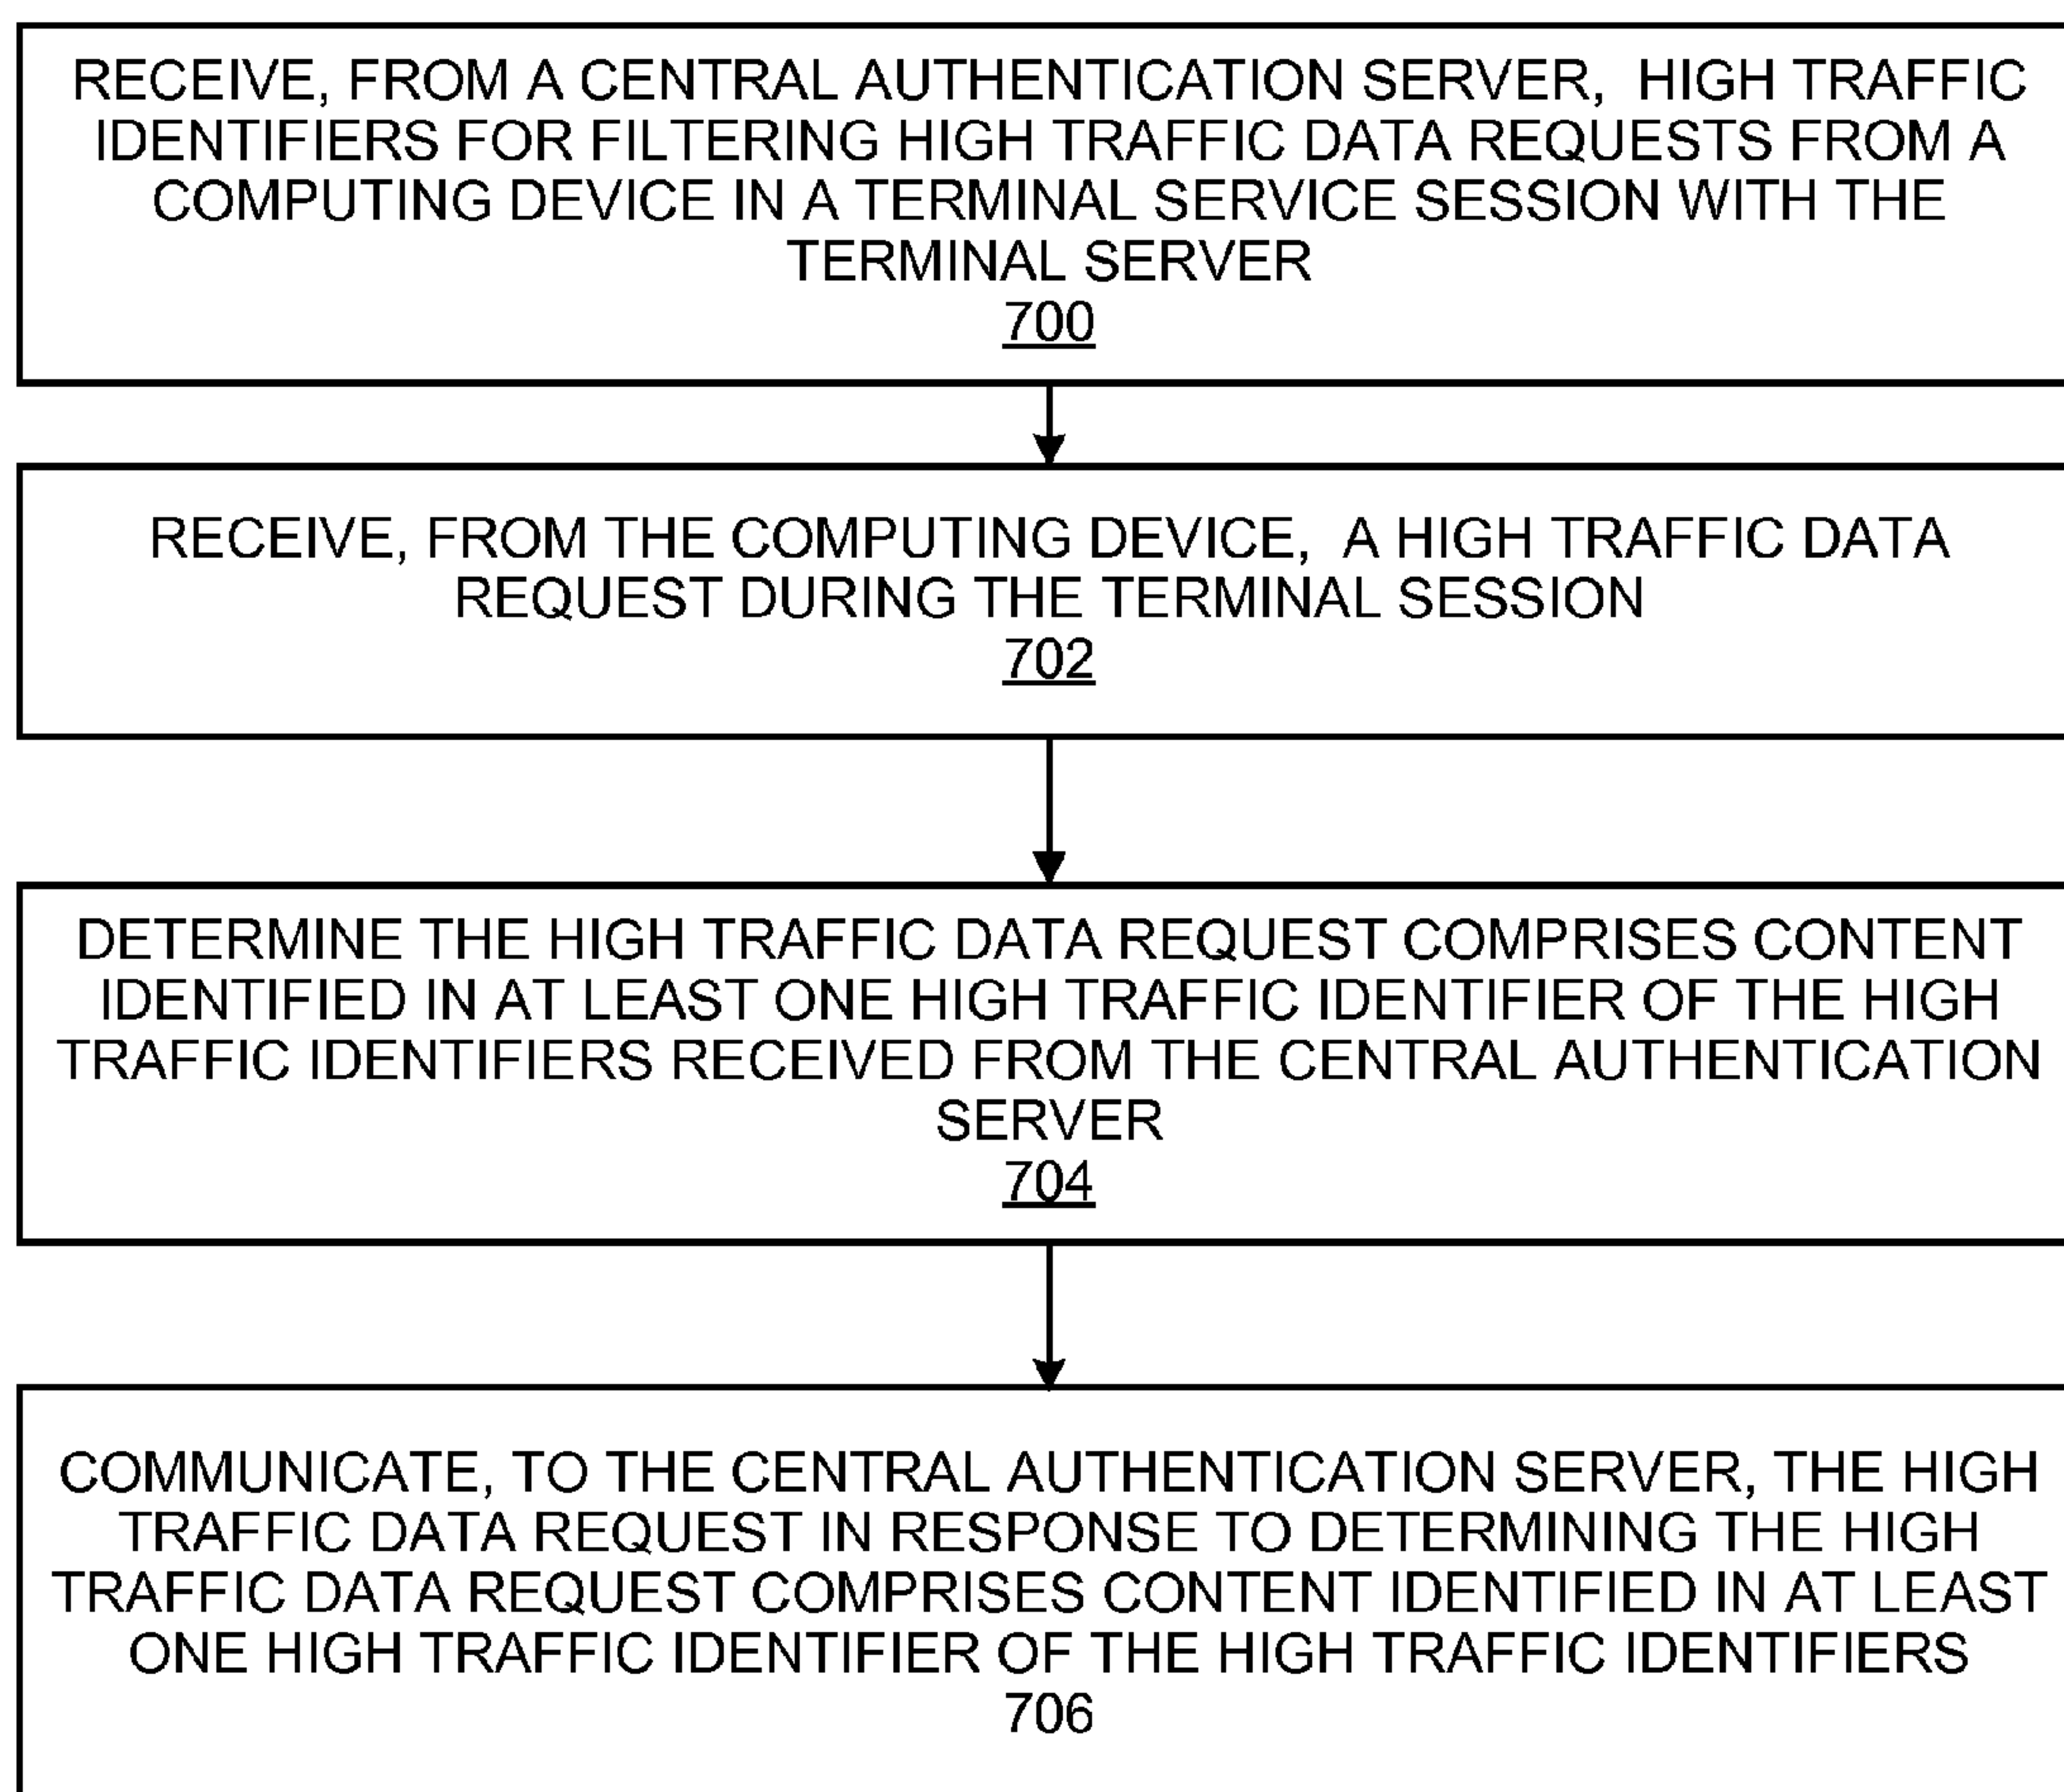 RECEIVE, FROM A CENTRAL AUTHENTICATION SERVER, HIGH TRAFFIC
IDENTIFIERS FOR FILTERING HIGH TRAFFIC DATA REQUESTS FROM A
COMPUTING DEVICE IN A TERMINAL SERVICE SESSION WITH THE
TERMINAL SERVER
700
RECEIVE, FROM THE COMPUTING DEVICE, A HIGH TRAFFIC DATA
REQUEST DURING THE TERMINAL SESSION
702
DETERMINE THE HIGH TRAFFIC DATA REQUEST COMPRISES CONTENT
IDENTIFIED IN AT LEAST ONE HIGH TRAFFIC IDENTIFIER OF THE HIGH
TRAFFIC IDENTIFIERS RECEIVED FROM THE CENTRAL AUTHENTICATION
SERVER
704
COMMUNICATE, TO THE CENTRAL AUTHENTICATION SERVER, THE HIGH
TRAFFIC DATA REQUEST IN RESPONSE TO DETERMINING THE HIGH
TRAFFIC DATA REQUEST COMPRISES CONTENT IDENTIFIED IN AT LEAST
ONE HIGH TRAFFIC IDENTIFIER OF THE HIGH TRAFFIC IDENTIFIERS
706